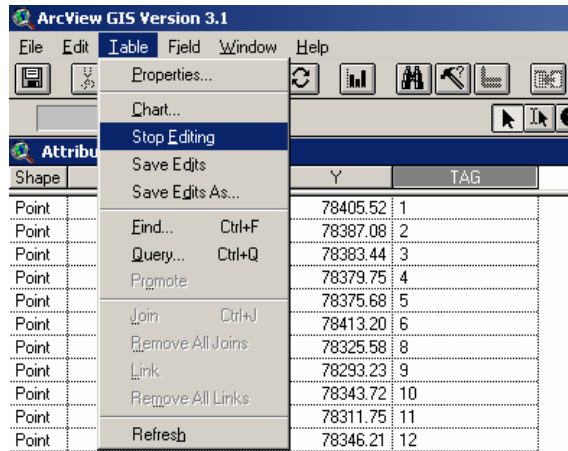 ArcView GIS Version 3.1
File Edit Table Field Window Help
Properties...
Chart...
Stop Editing
Attribu
Save Edits
Shape Y TAG
Save Edits As...
Point 78405.52 1
Point Find... Ctrl+F 78387.08 2
Point Query... Ctrl+Q 78383.44 3
Point Promote 78379.75 4
Point 78375.68 5
Point Join Ctrl+J 78413.20 6
Point Remove All Joins 78325.58 8
Point Link 78293.23 9
Point Remove All Links 78343.72 10
Point 78311.75 11
Point Refresh 78346.21 12